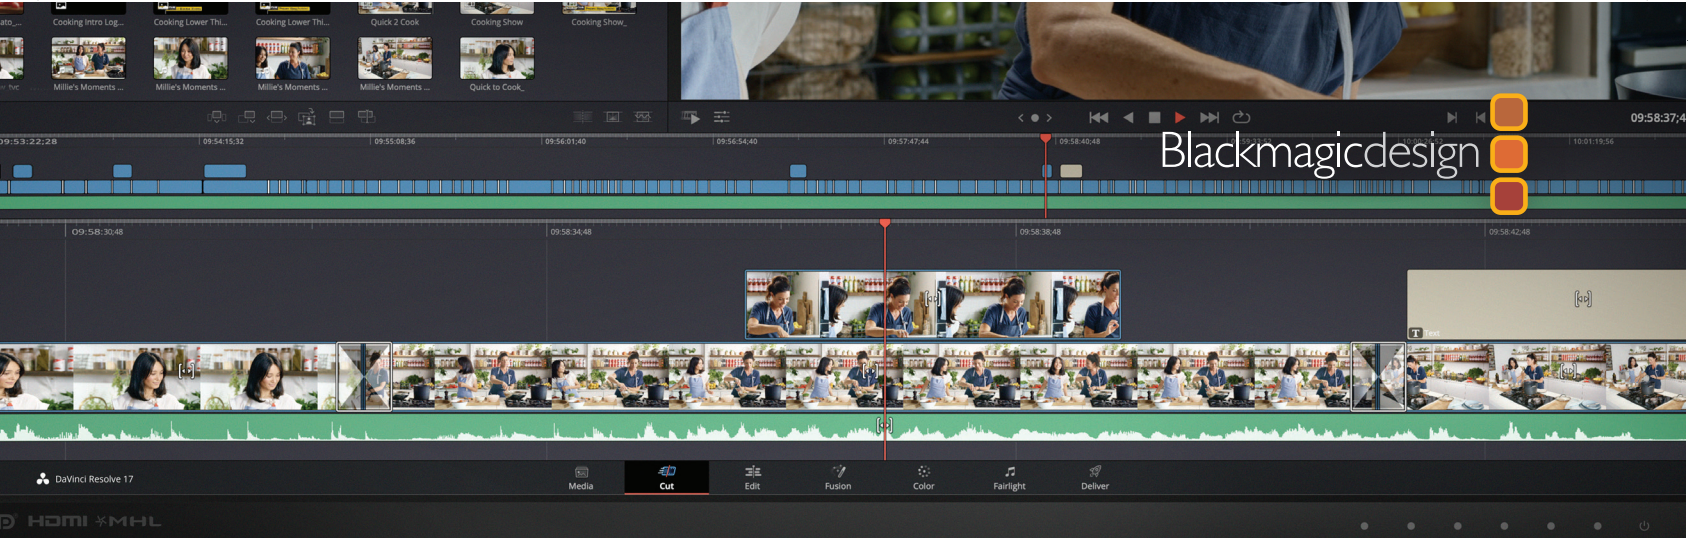 Cooking Intro Log...
Cooking Lower Thi...
Cooking Lower Thi...
Quick 2 Cook
Cooking Show
Cooking Show_
Millie's Moments ...
Millie's Moments ...
Millie's Moments ...
Millie's Moments ...
Quick to Cook_
09:58:37;4
09:53:22;28
09:54:15;32
09:55:08;36
09:56:01;40
09:56:54;40
09:57:47;44
09:58:40;48
10:01:19;56
Blackmagicdesign
09:58:30;48
09:58:34;48
09:58:38;48
09:58:42;48
T Text
DaVinci Resolve 17
Media
Cut
Edit
Fusion
Color
Fairlight
Deliver
HDMI MHL